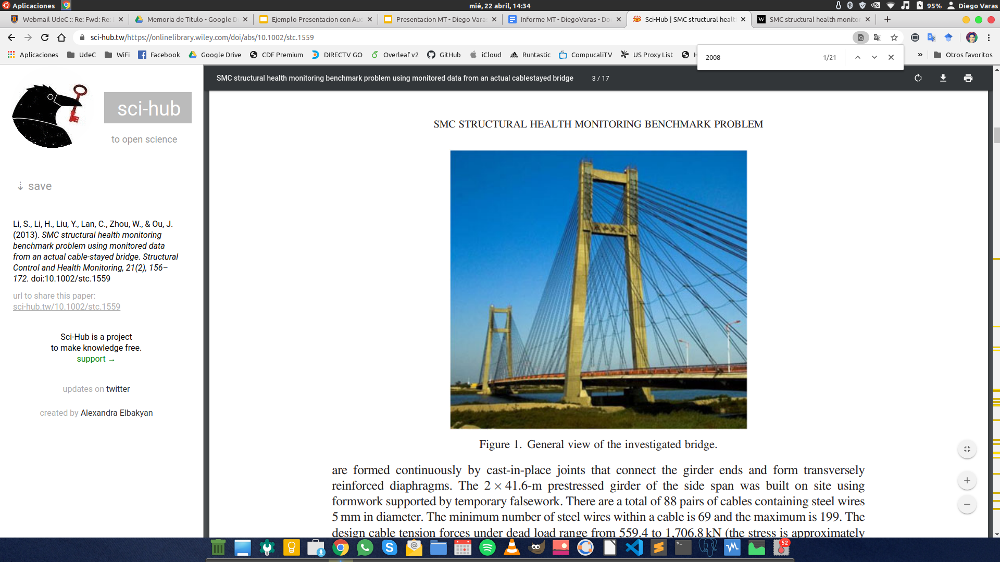 Aplicaciones
mié, 22 abril, 14:34
95%
Diego Varas
Webmail UdeC :: Re: Fwd: Re:
Memoria de Titulo - Google D
Ejemplo Presentacion con Au
Presentacion MT - Diego Varas
Informe MT - DiegoVaras - Do
Sci-Hub | SMC structural healt
SMC structural health monito
sci-hub.tw/https://onlinelibrary.wiley.com/doi/abs/10.1002/stc.1559
Aplicaciones
UdeC
WiFi
Facebook
Google Drive
CDF Premium
DIRECTV GO
Overleaf v2
GitHub
iCloud
Runtastic
CompucaliTV
US Proxy List
H
»
Otros favoritos
2008
1/21
SMC structural health monitoring benchmark problem using monitored data from an actual cablestayed bridge
3 / 17
sci-hub
to open science
⇣ save
Li, S., Li, H., Liu, Y., Lan, C., Zhou, W., & Ou, J.
(2013). SMC structural health monitoring
benchmark problem using monitored data
from an actual cable-stayed bridge. Structural
Control and Health Monitoring, 21(2), 156–
172. doi:10.1002/stc.1559
url to share this paper:
sci-hub.tw/10.1002/stc.1559
Sci-Hub is a project
to make knowledge free.
support →
updates on twitter
created by Alexandra Elbakyan
SMC STRUCTURAL HEALTH MONITORING BENCHMARK PROBLEM
Figure 1. General view of the investigated bridge.
are formed continuously by cast-in-place joints that connect the girder ends and form transversely
reinforced diaphragms. The 2 × 41.6-m prestressed girder of the side span was built on site using
formwork supported by temporary falsework. There are a total of 88 pairs of cables containing steel wires
5 mm in diameter. The minimum number of steel wires within a cable is 69 and the maximum is 199. The
design cable tension forces under dead load range from 559.4 to 1,706.8 kN (the stress is approximately
52